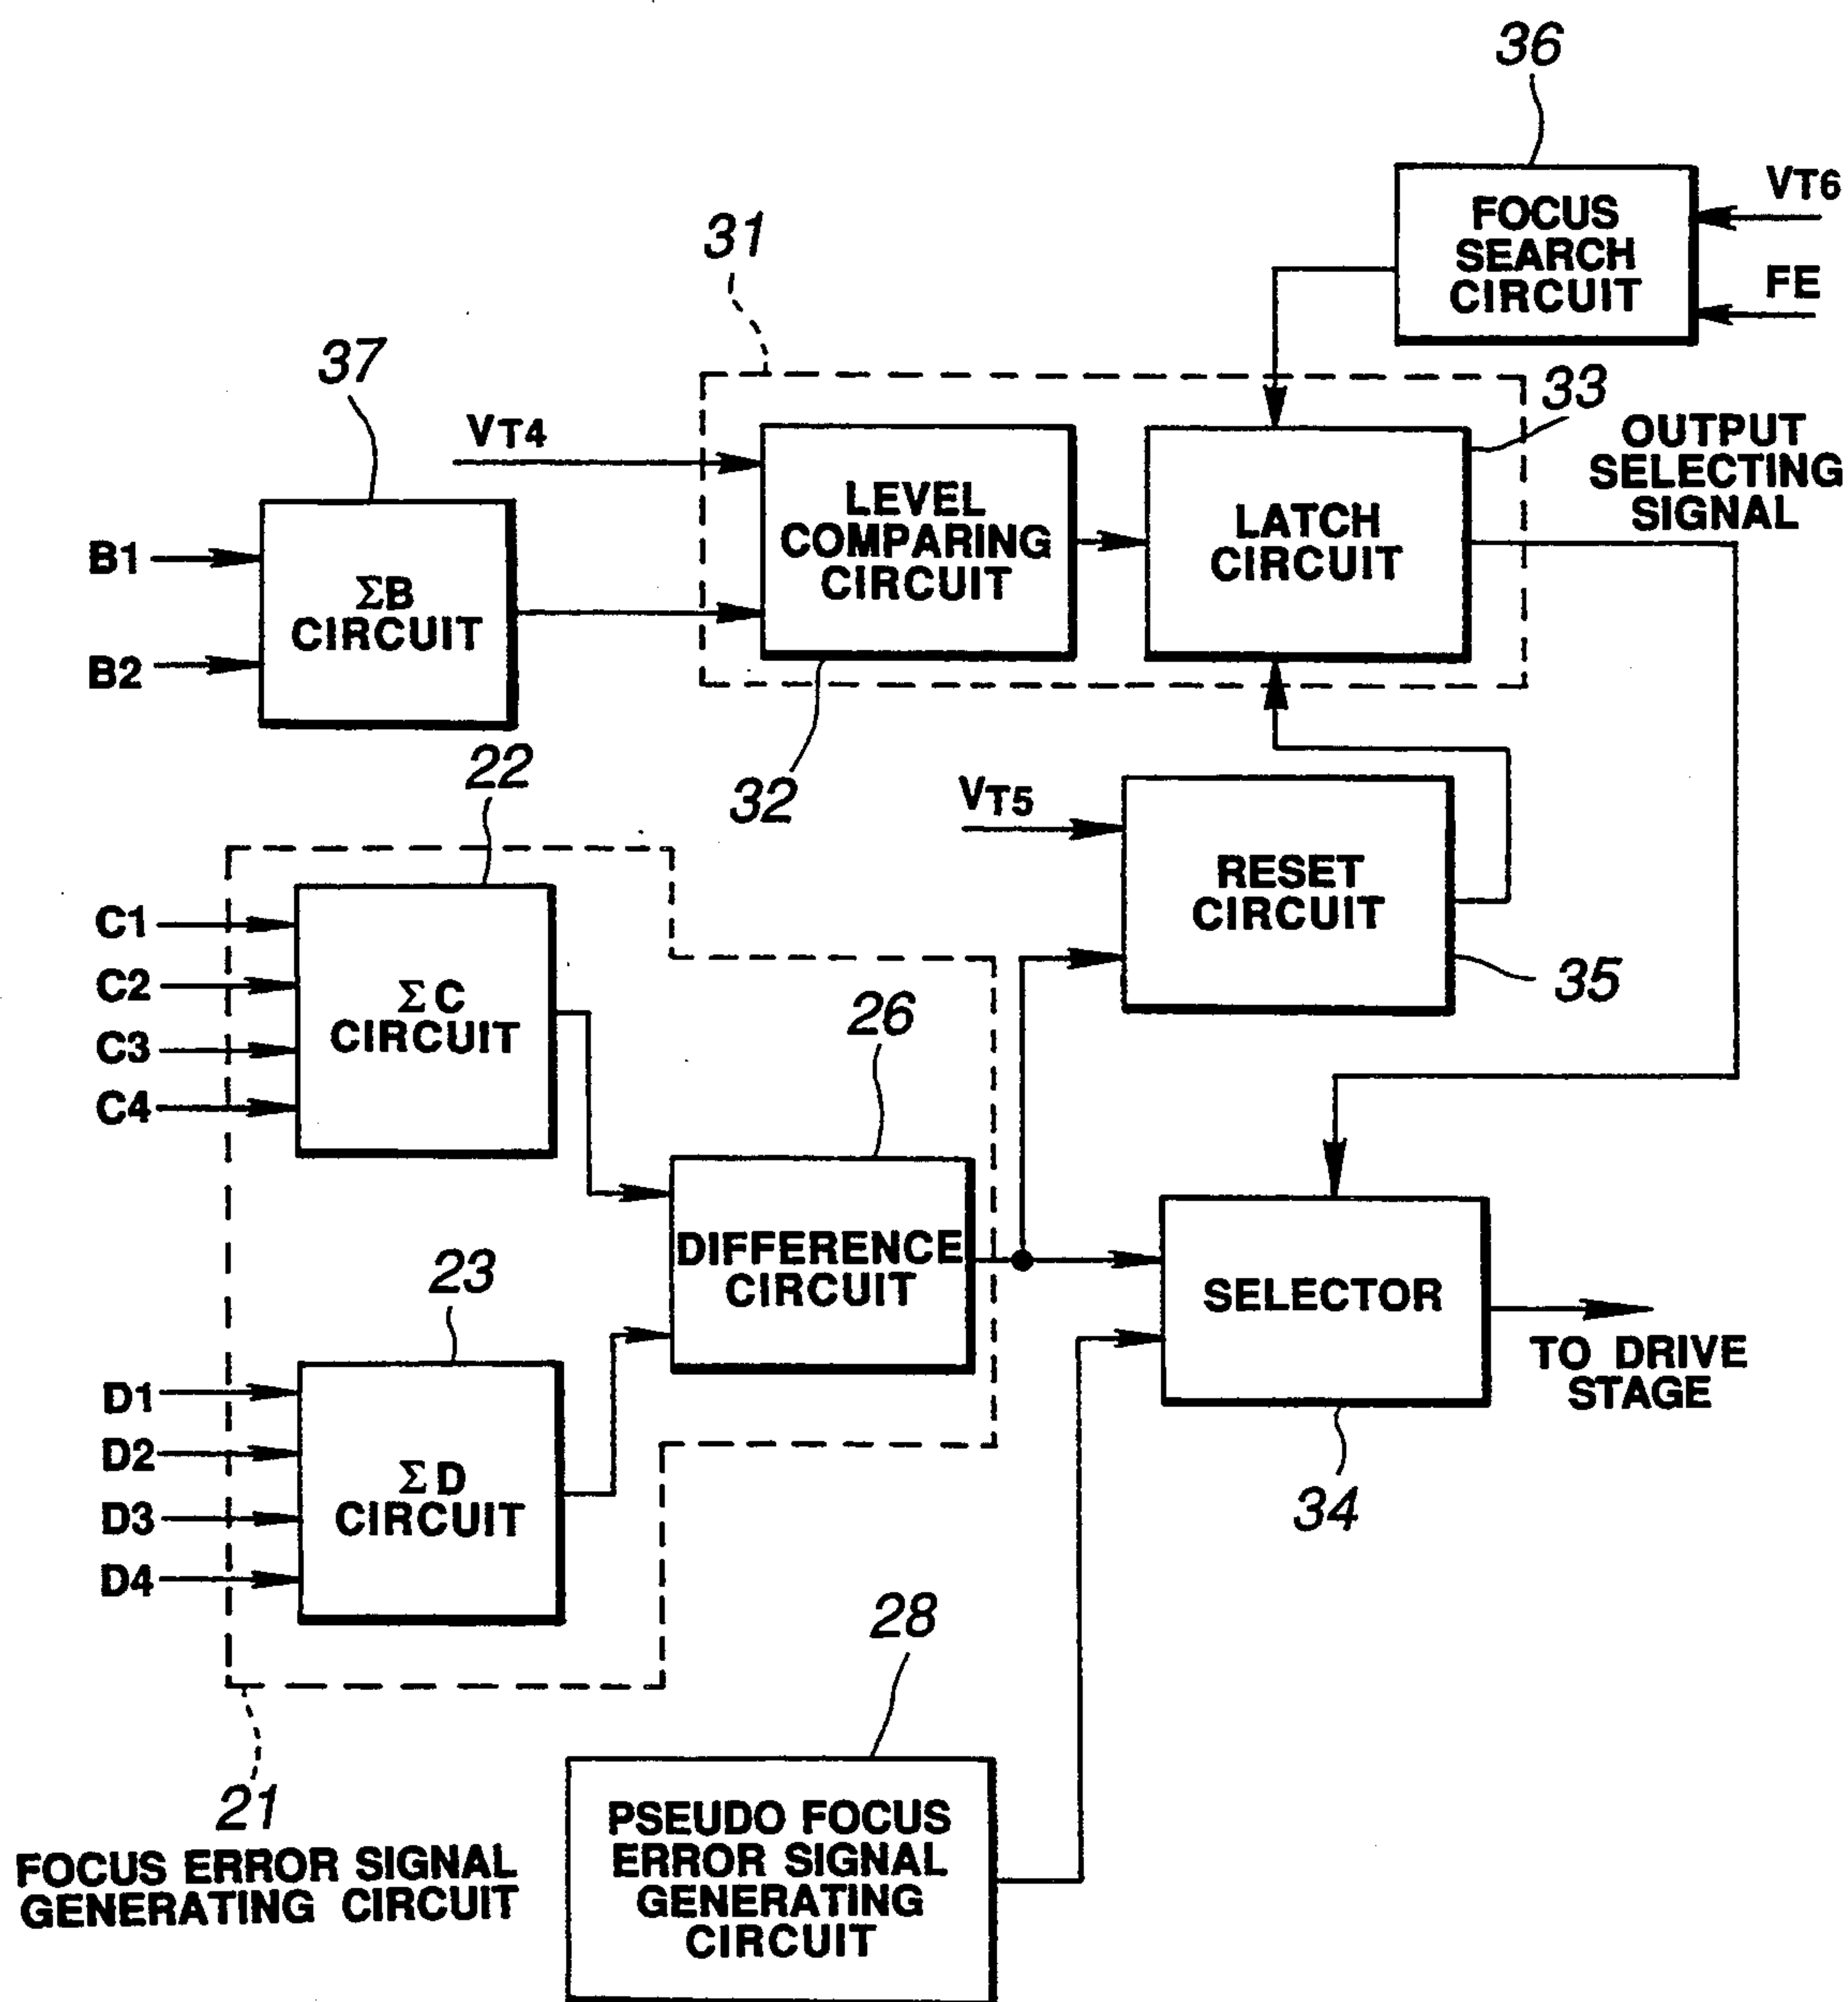 36
FOCUS
SEARCH
CIRCUIT
VT6
FE
31
37
33
VT4
OUTPUT
SELECTING
SIGNAL
LEVEL
COMPARING
CIRCUIT
LATCH
CIRCUIT
B1
B2
ΣB
CIRCUIT
22
32
VT5
RESET
CIRCUIT
35
C1
C2
C3
C4
ΣC
CIRCUIT
26
DIFFERENCE
CIRCUIT
23
SELECTOR
TO DRIVE
STAGE
34
D1
D2
D3
D4
ΣD
CIRCUIT
28
21
FOCUS ERROR SIGNAL
GENERATING CIRCUIT
PSEUDO FOCUS
ERROR SIGNAL
GENERATING
CIRCUIT